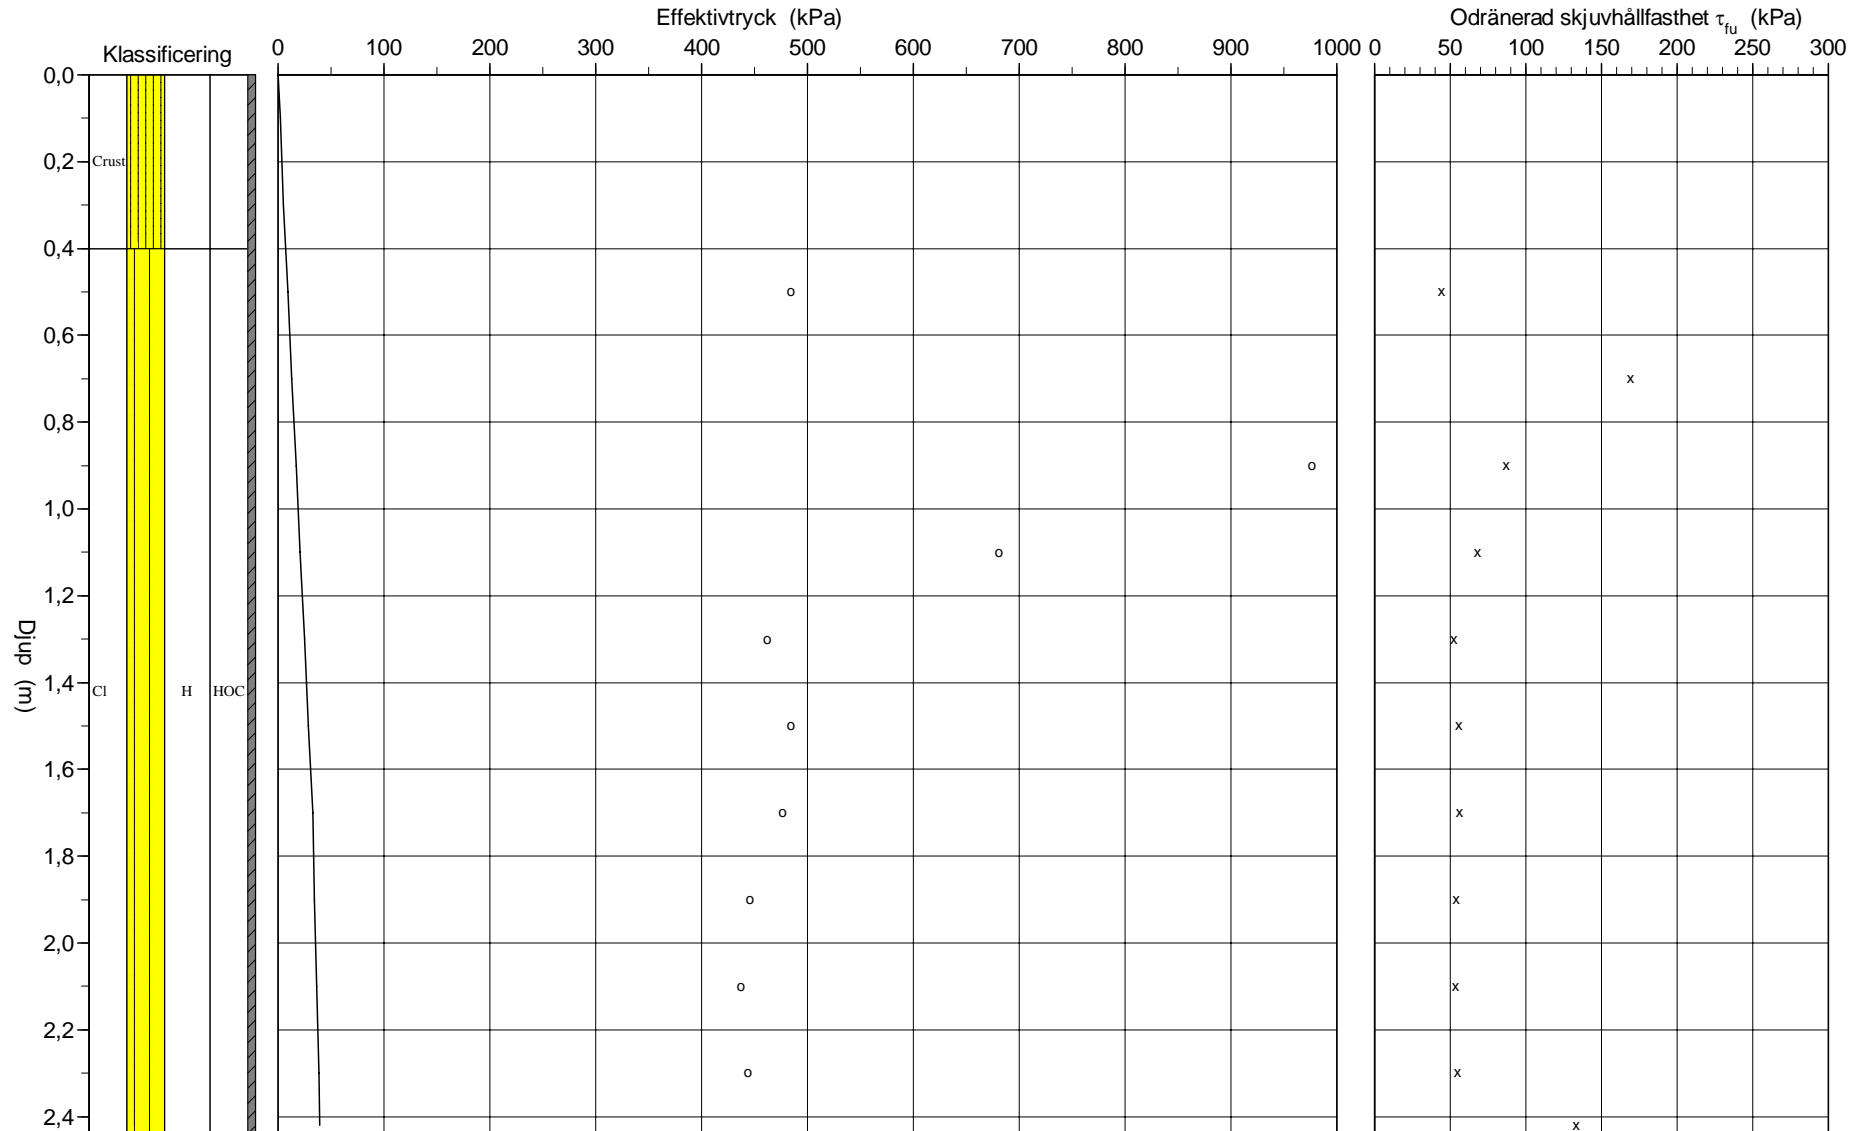 Effektivtryck (kPa)
Odränerad skjuvhållfasthet τfu (kPa)
Klassificering
0 100 200 300 400 500 600 700 800 900 1000
0 50 100 150 200 250 300
0,0
Crust
0,2
0,4
o x
0,6
x
0,8
o x
1,0
o x
1,2
o x
Djup (m)
1,4
Cl H HOC
o x
1,6
o x
1,8
o x
2,0
o x
2,2
o x
2,4
x